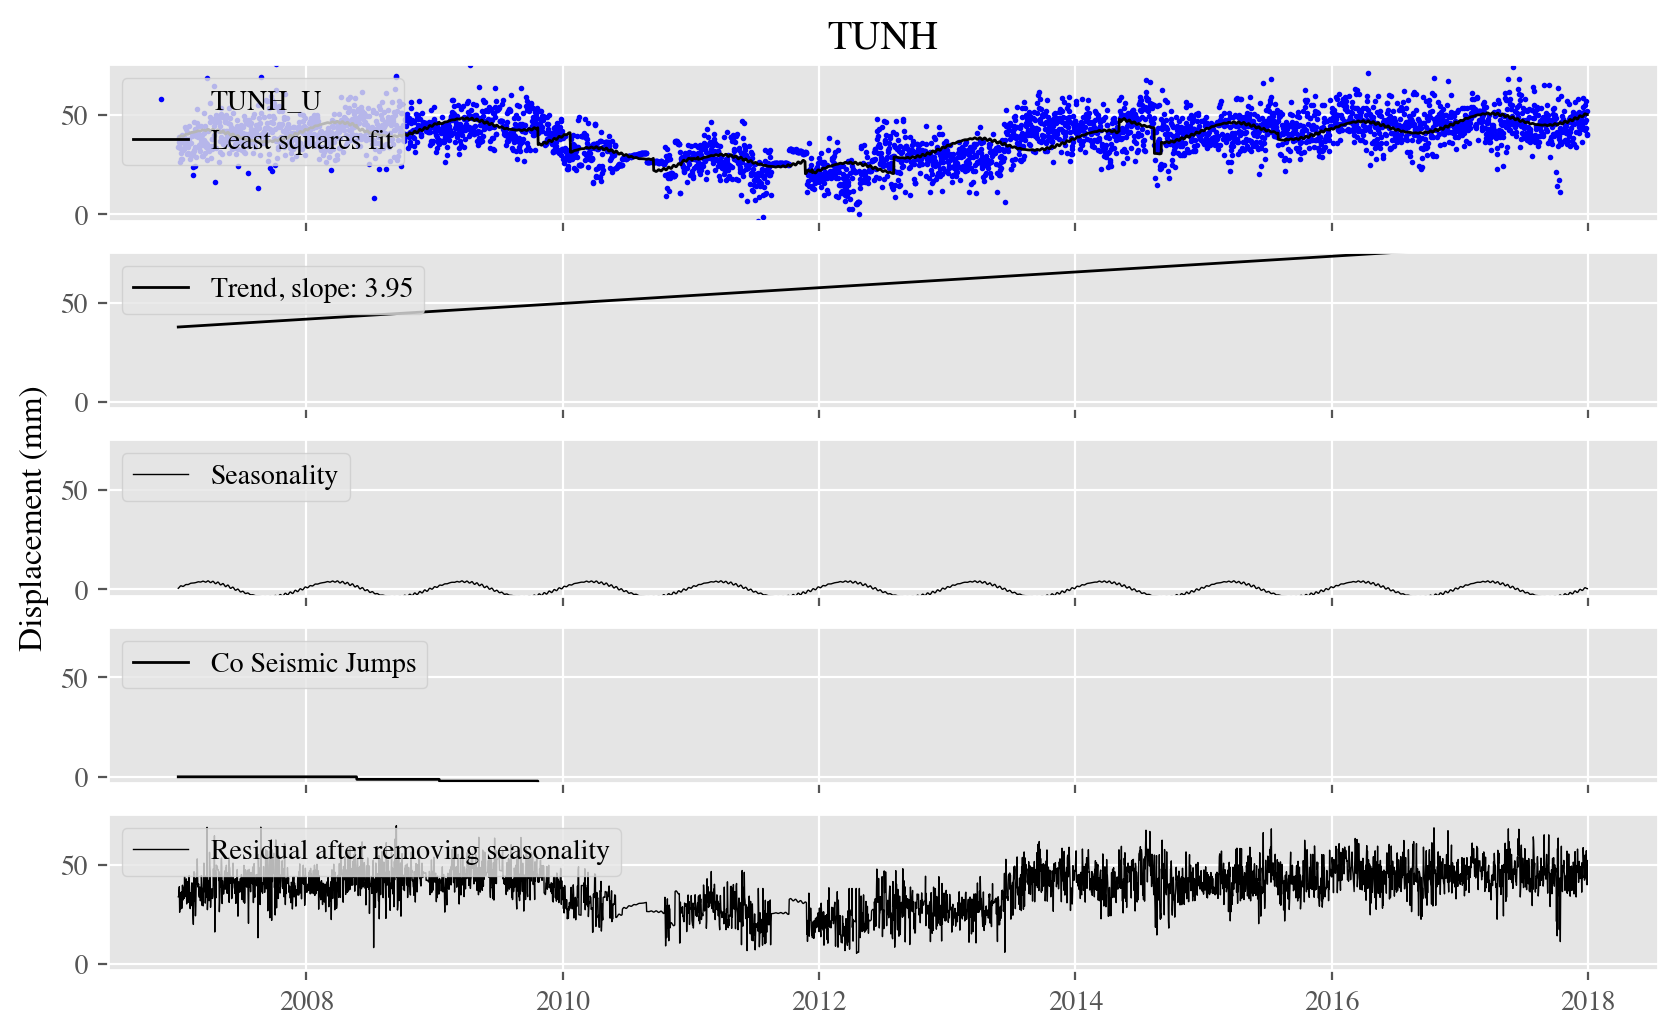 TUNH
TUNH_U
Least squares fit
50
0
Trend, slope: 3.95
50
0
Displacement (mm)
Seasonality
50
0
Co Seismic Jumps
50
0
Residual after removing seasonality
50
0
2008 2010 2012 2014 2016 2018